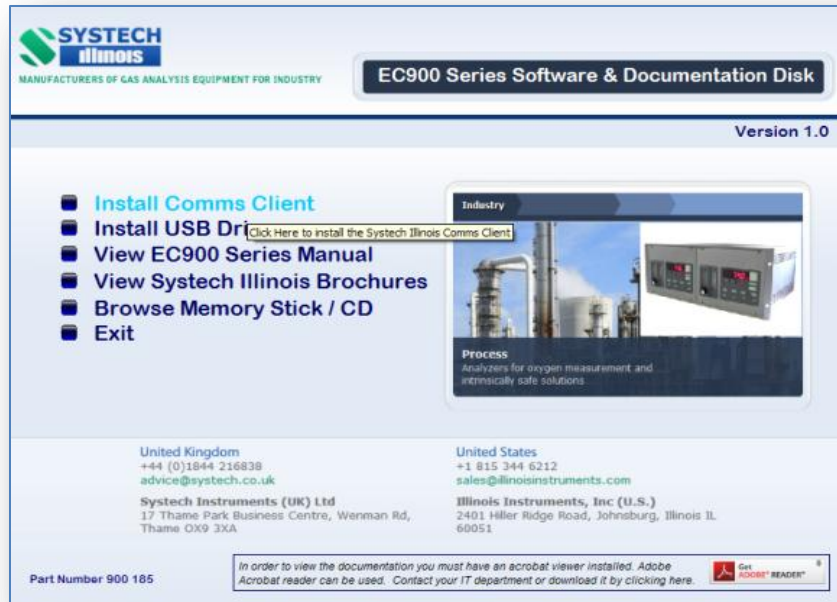 SYSTECH
Illinois
MANUFACTURERS OF GAS ANALYSIS EQUIPMENT FOR INDUSTRY
EC900 Series Software & Documentation Disk
Version 1.0
Install Comms Client
Install USB Dri
Click Here to install the Systech Illinois Comms Client
View EC900 Series Manual
View Systech Illinois Brochures
Browse Memory Stick / CD
Exit
Industry
Process
Analyzers for oxygen measurement and
intrinsically safe solutions
United Kingdom
+44 (0)1844 216838
advice@systech.co.uk
Systech Instruments (UK) Ltd
17 Thame Park Business Centre, Wenman Rd,
Thame OX9 3XA
United States
+1 815 344 6212
sales@illinoisinstruments.com
Illinois Instruments, Inc (U.S.)
2401 Hiller Ridge Road, Johnsburg, Illinois IL
60051
Part Number 900 185
In order to view the documentation you must have an acrobat viewer installed. Adobe
Acrobat reader can be used. Contact your IT department or download it by clicking here.
Get
ADOBE® READER®